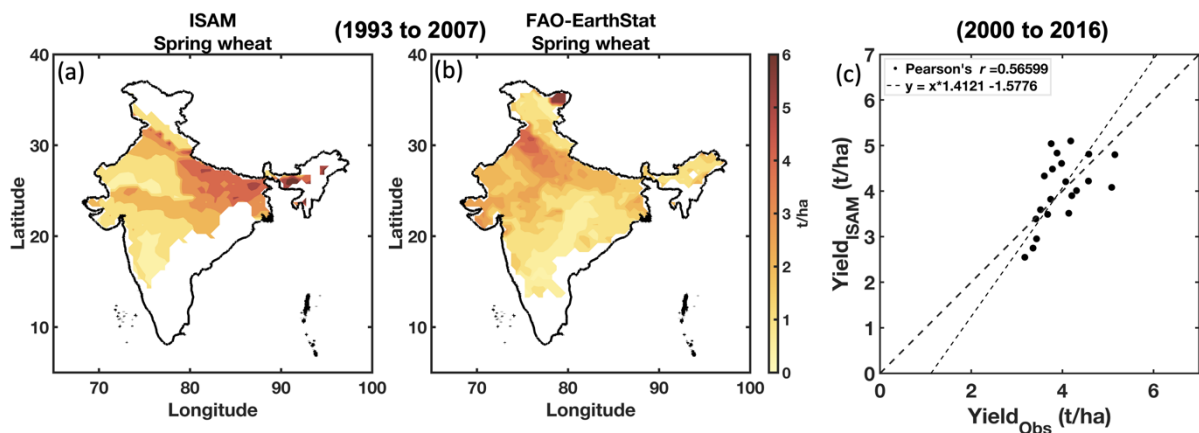 ISAM
Spring wheat
(1993 to 2007)
FAO-EarthStat
Spring wheat
(2000 to 2016)
(a)
40
30
20
10
Latitude
70
80
90
100
Longitude
(b)
40
30
20
10
Latitude
70
80
90
100
Longitude
6
5
4
3
2
1
0
t/ha
(c)
Pearson's r =0.56599
y = x*1.4121 -1.5776
7
6
5
4
3
2
1
0
Yield_ISAM (t/ha)
0
2
4
6
Yield_Obs (t/ha)